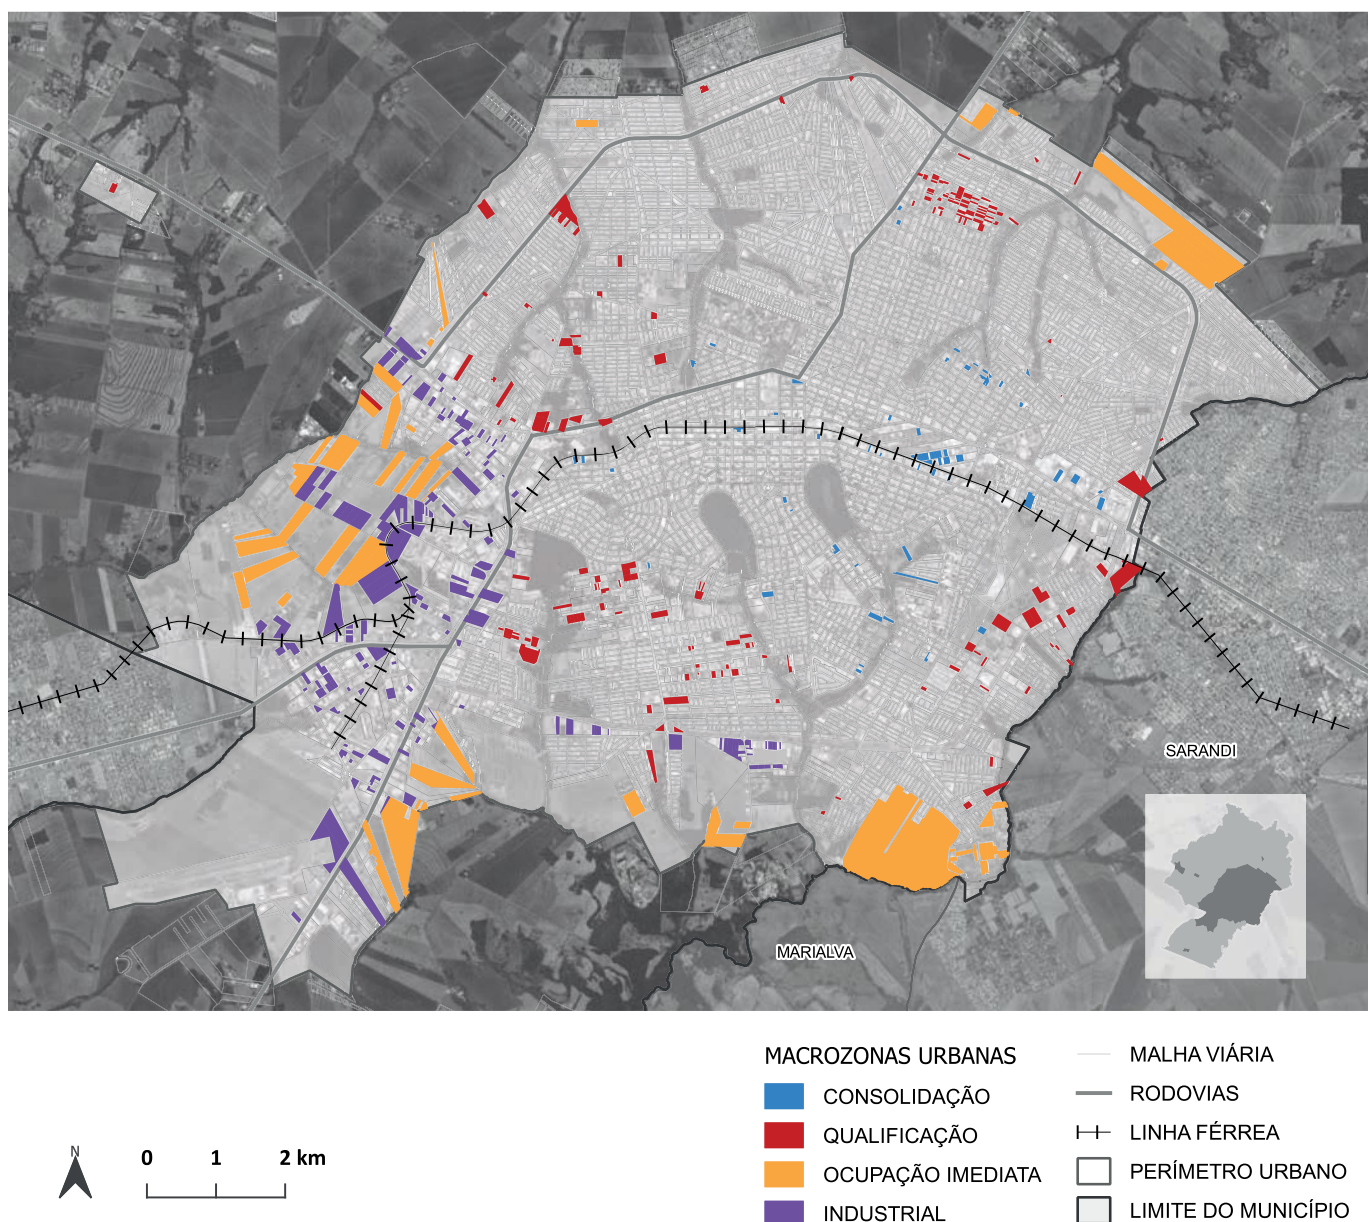 SARANDI
MARIALVA
N
0 1 2 km
MACROZONAS URBANAS
CONSOLIDAÇÃO
QUALIFICAÇÃO
OCUPAÇÃO IMEDIATA
INDUSTRIAL
MALHA VIÁRIA
RODOVIAS
LINHA FÉRREA
PERÍMETRO URBANO
LIMITE DO MUNICÍPIO